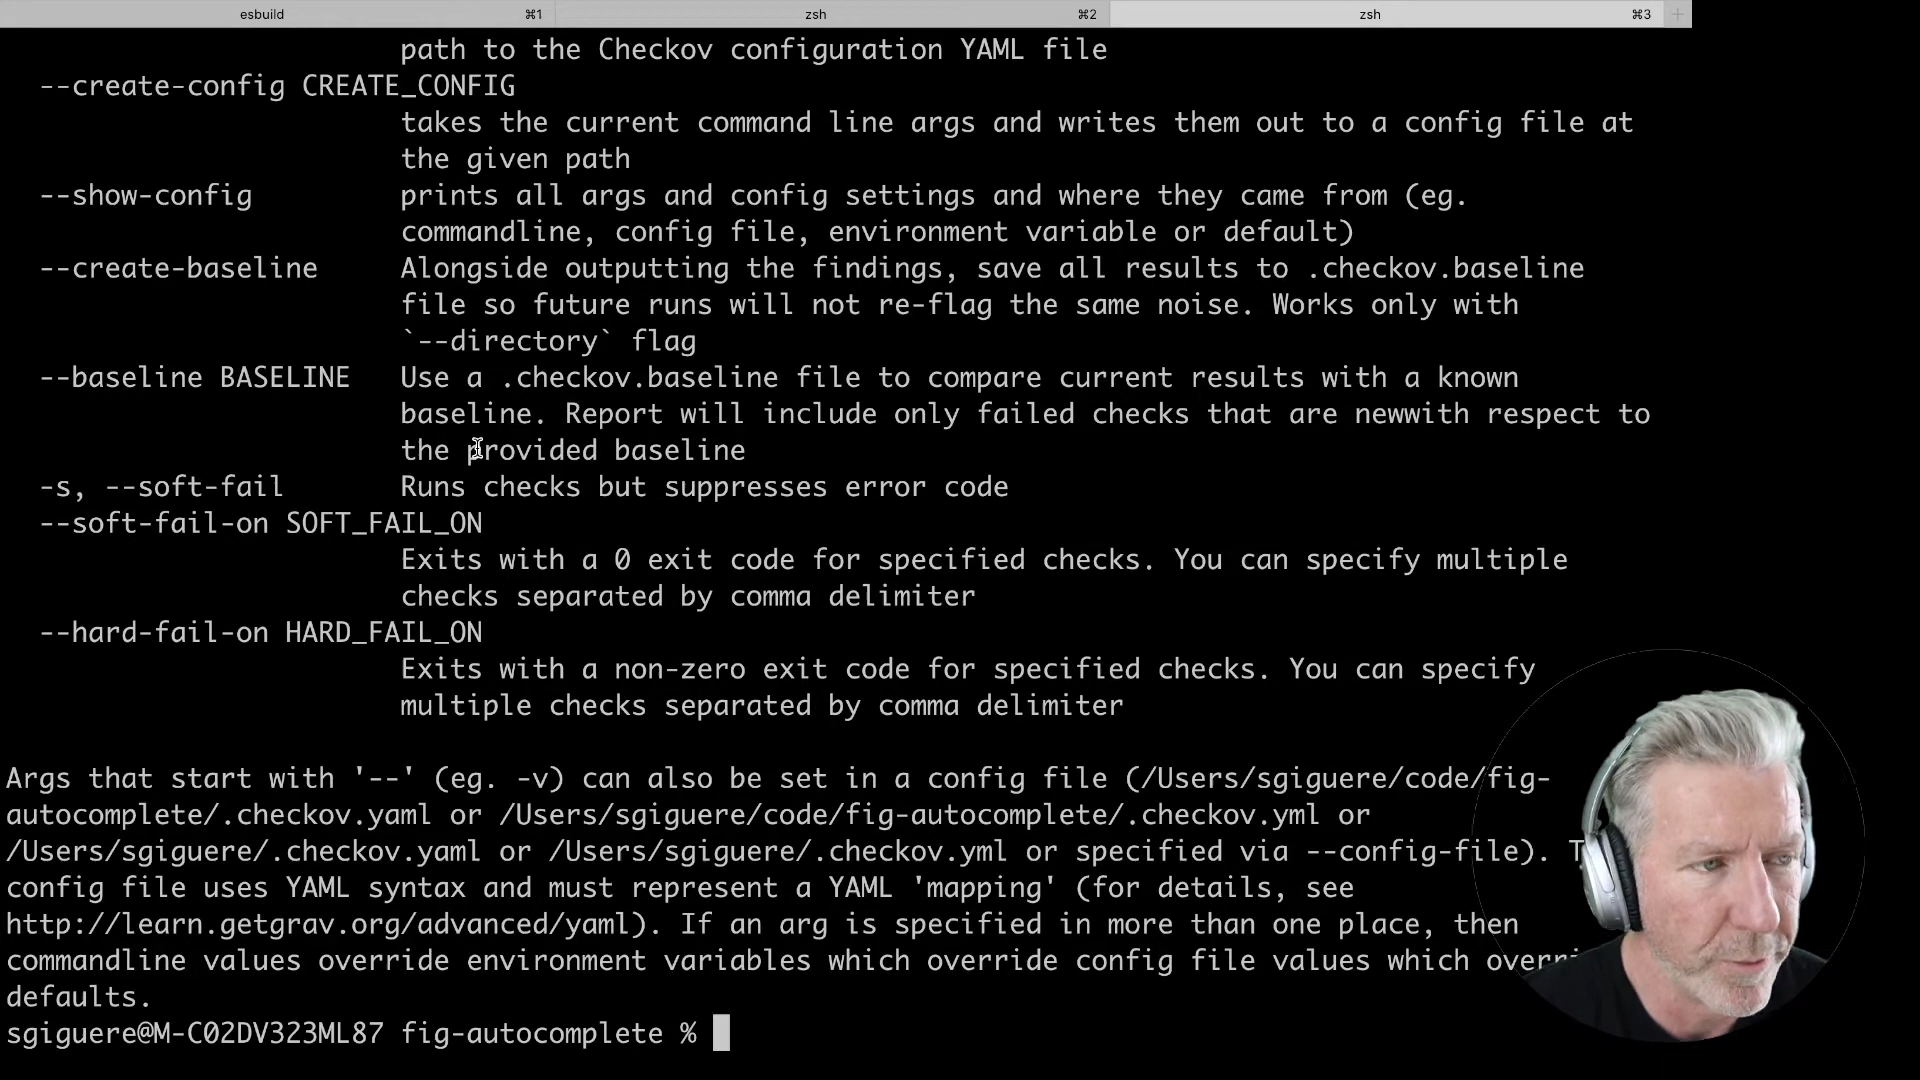 esbuild ⌘1 zsh ⌘2 zsh ⌘3 +
path to the Checkov configuration YAML file
--create-config CREATE_CONFIG
takes the current command line args and writes them out to a config file at
the given path
--show-config prints all args and config settings and where they came from (eg.
commandline, config file, environment variable or default)
--create-baseline Alongside outputting the findings, save all results to .checkov.baseline
file so future runs will not re-flag the same noise. Works only with
`--directory` flag
--baseline BASELINE Use a .checkov.baseline file to compare current results with a known
baseline. Report will include only failed checks that are newwith respect to
the provided baseline
-s, --soft-fail Runs checks but suppresses error code
--soft-fail-on SOFT_FAIL_ON
Exits with a 0 exit code for specified checks. You can specify multiple
checks separated by comma delimiter
--hard-fail-on HARD_FAIL_ON
Exits with a non-zero exit code for specified checks. You can specify
multiple checks separated by comma delimiter
Args that start with '--' (eg. -v) can also be set in a config file (/Users/sgiguere/code/fig-
autocomplete/.checkov.yaml or /Users/sgiguere/code/fig-autocomplete/.checkov.yml or
/Users/sgiguere/.checkov.yaml or /Users/sgiguere/.checkov.yml or specified via --config-file).
config file uses YAML syntax and must represent a YAML 'mapping' (for details, see
http://learn.getgrav.org/advanced/yaml). If an arg is specified in more than one place, then
commandline values override environment variables which override config file values which
defaults.
sgiguere@M-C02DV323ML87 fig-autocomplete %